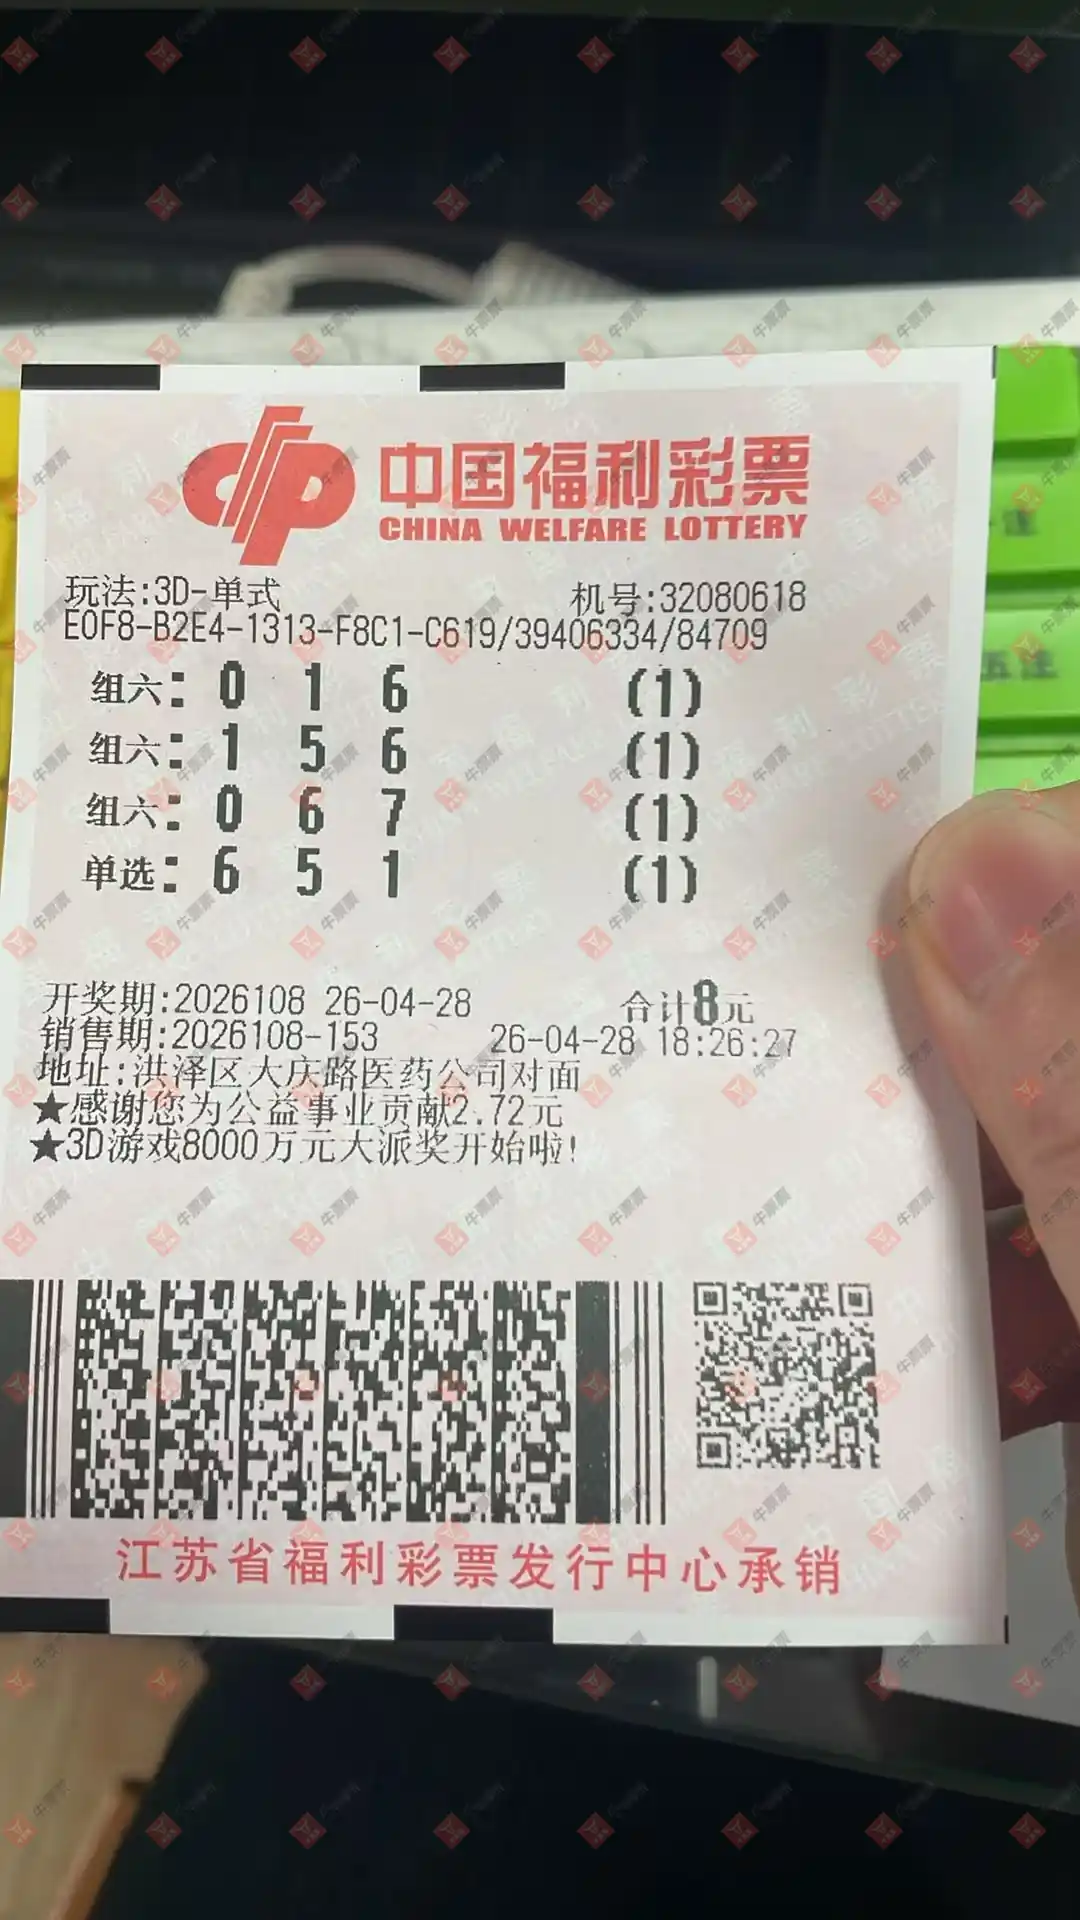 中国福利彩票
CHINA WELFARE LOTTERY
玩法:3D-单式 机号:32080618
E0F8-B2E4-1313-F8C1-C619/39406334/84709
组六: 0 1 6 (1)
组六: 1 5 6 (1)
组六: 0 6 7 (1)
单选: 6 5 1 (1)
开奖期:2026108 26-04-28 合计8元
销售期:2026108-153 26-04-28 18:26:27
地址:洪泽区大庆路医药公司对面
★感谢您为公益事业贡献2.72元
★3D游戏8000万元大派奖开始啦!
江苏省福利彩票发行中心承销
牛票票